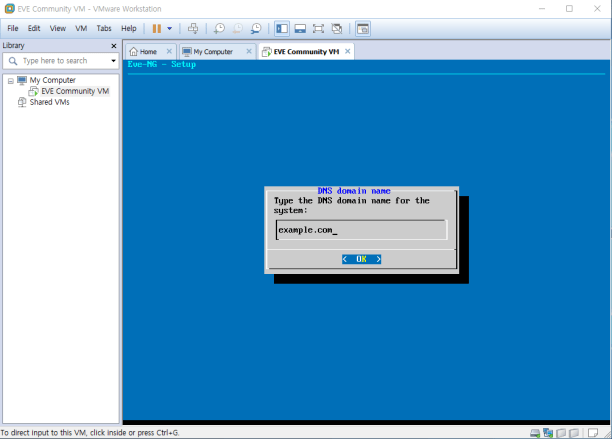 EVE Community VM - VMware Workstation
File Edit View VM Tabs Help
Library
Type here to search
My Computer
EVE Community VM
Shared VMs
Home My Computer EVE Community VM
Eve-NG - Setup
DNS domain name
Type the DNS domain name for the
system:
example.com_
< OK >
To direct input to this VM, click inside or press Ctrl+G.